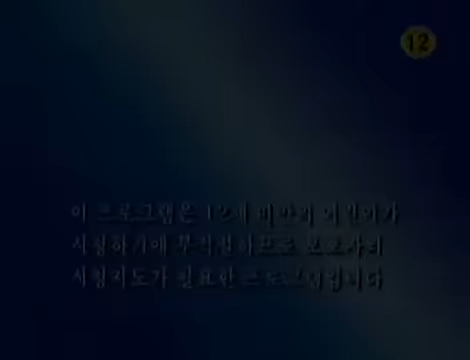 12
이 프로그램은 12세 미만의 어린이가
시청하기에 부적절하므로 보호자의
시청지도가 필요한 프로그램입니다